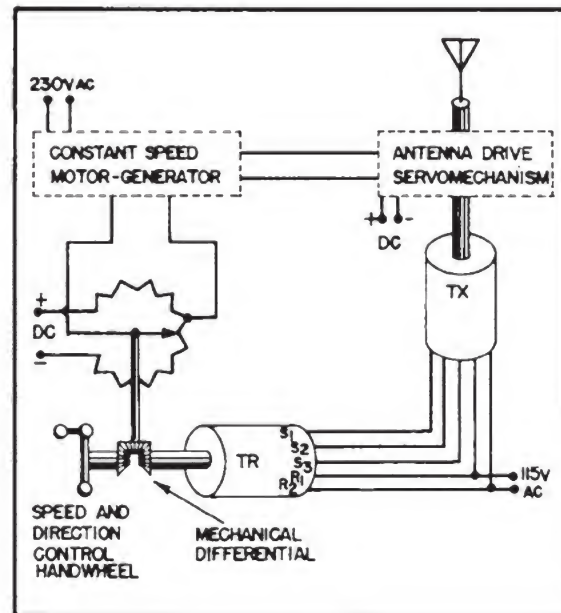 230V AC
CONSTANT SPEED
MOTOR-GENERATOR
ANTENNA DRIVE
SERVOMECHANISM
+ -
DC
TX
+
DC
-
S1
S2
S3
R1
R2
TR
115V
AC
SPEED AND
DIRECTION
CONTROL
HANDWHEEL
MECHANICAL
DIFFERENTIAL